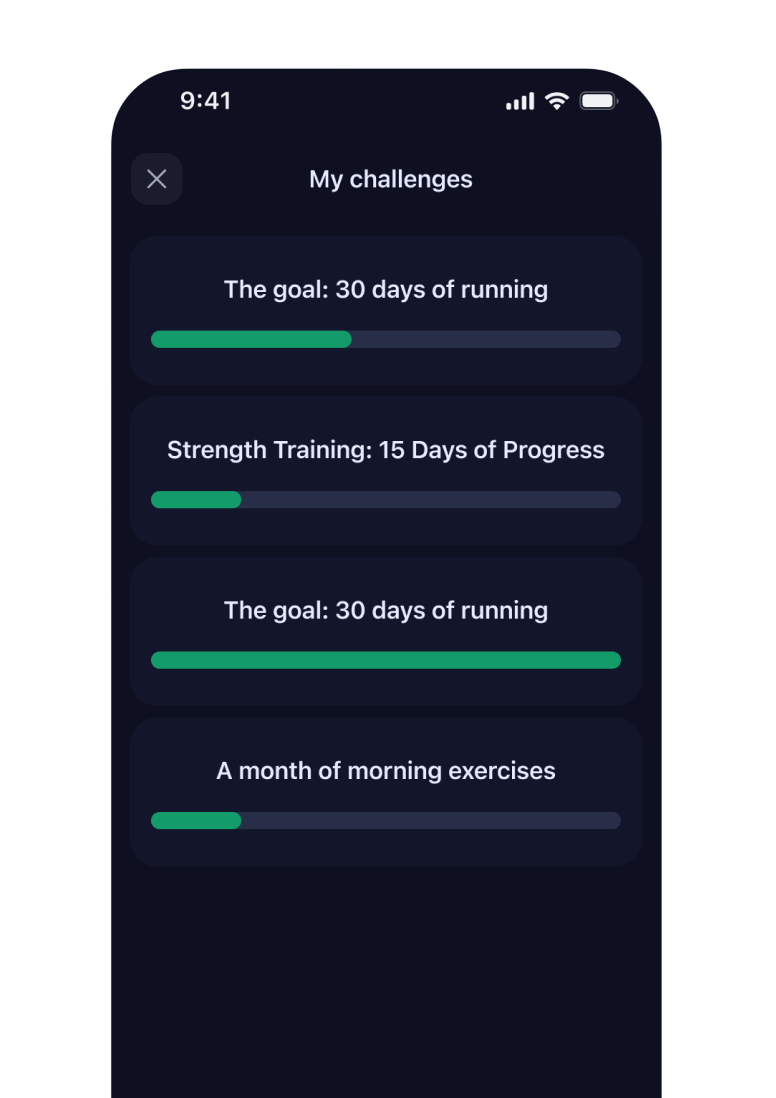 9:41
My challenges
The goal: 30 days of running
Strength Training: 15 Days of Progress
The goal: 30 days of running
A month of morning exercises